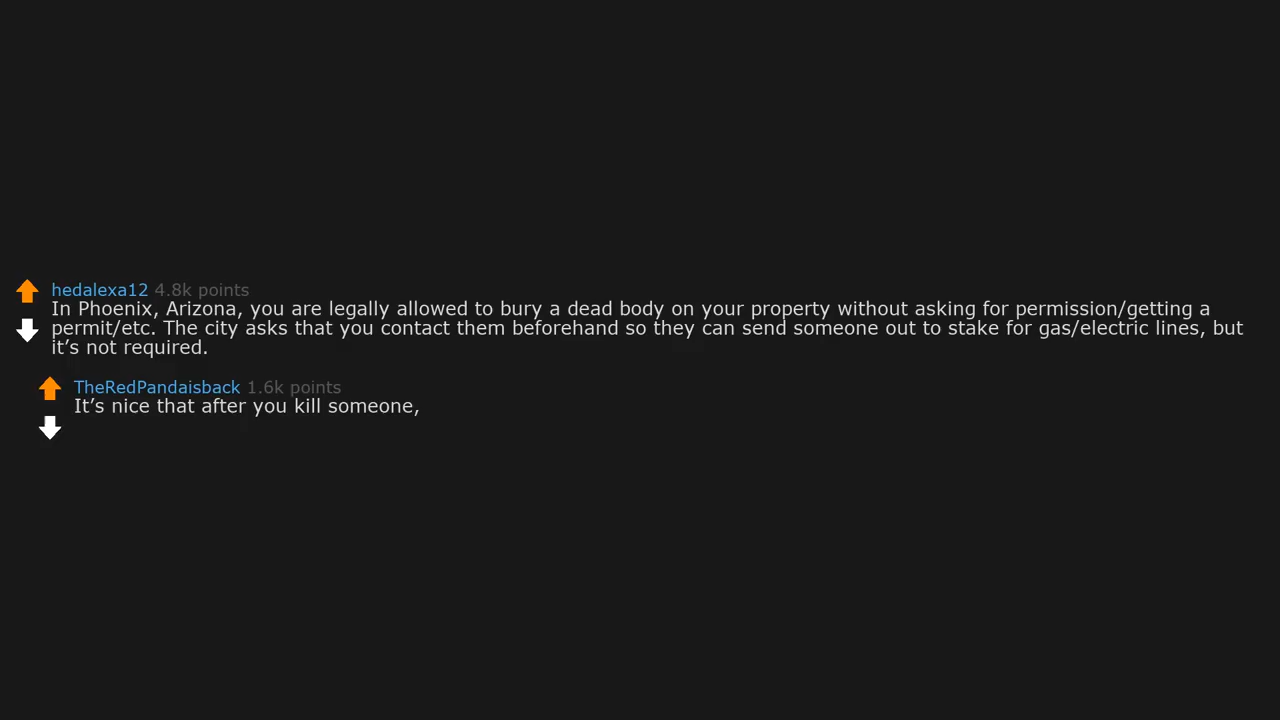 hedalexa12 4.8k points
In Phoenix, Arizona, you are legally allowed to bury a dead body on your property without asking for permission/getting a
permit/etc. The city asks that you contact them beforehand so they can send someone out to stake for gas/electric lines, but
it’s not required.
TheRedPandaisback 1.6k points
It’s nice that after you kill someone,